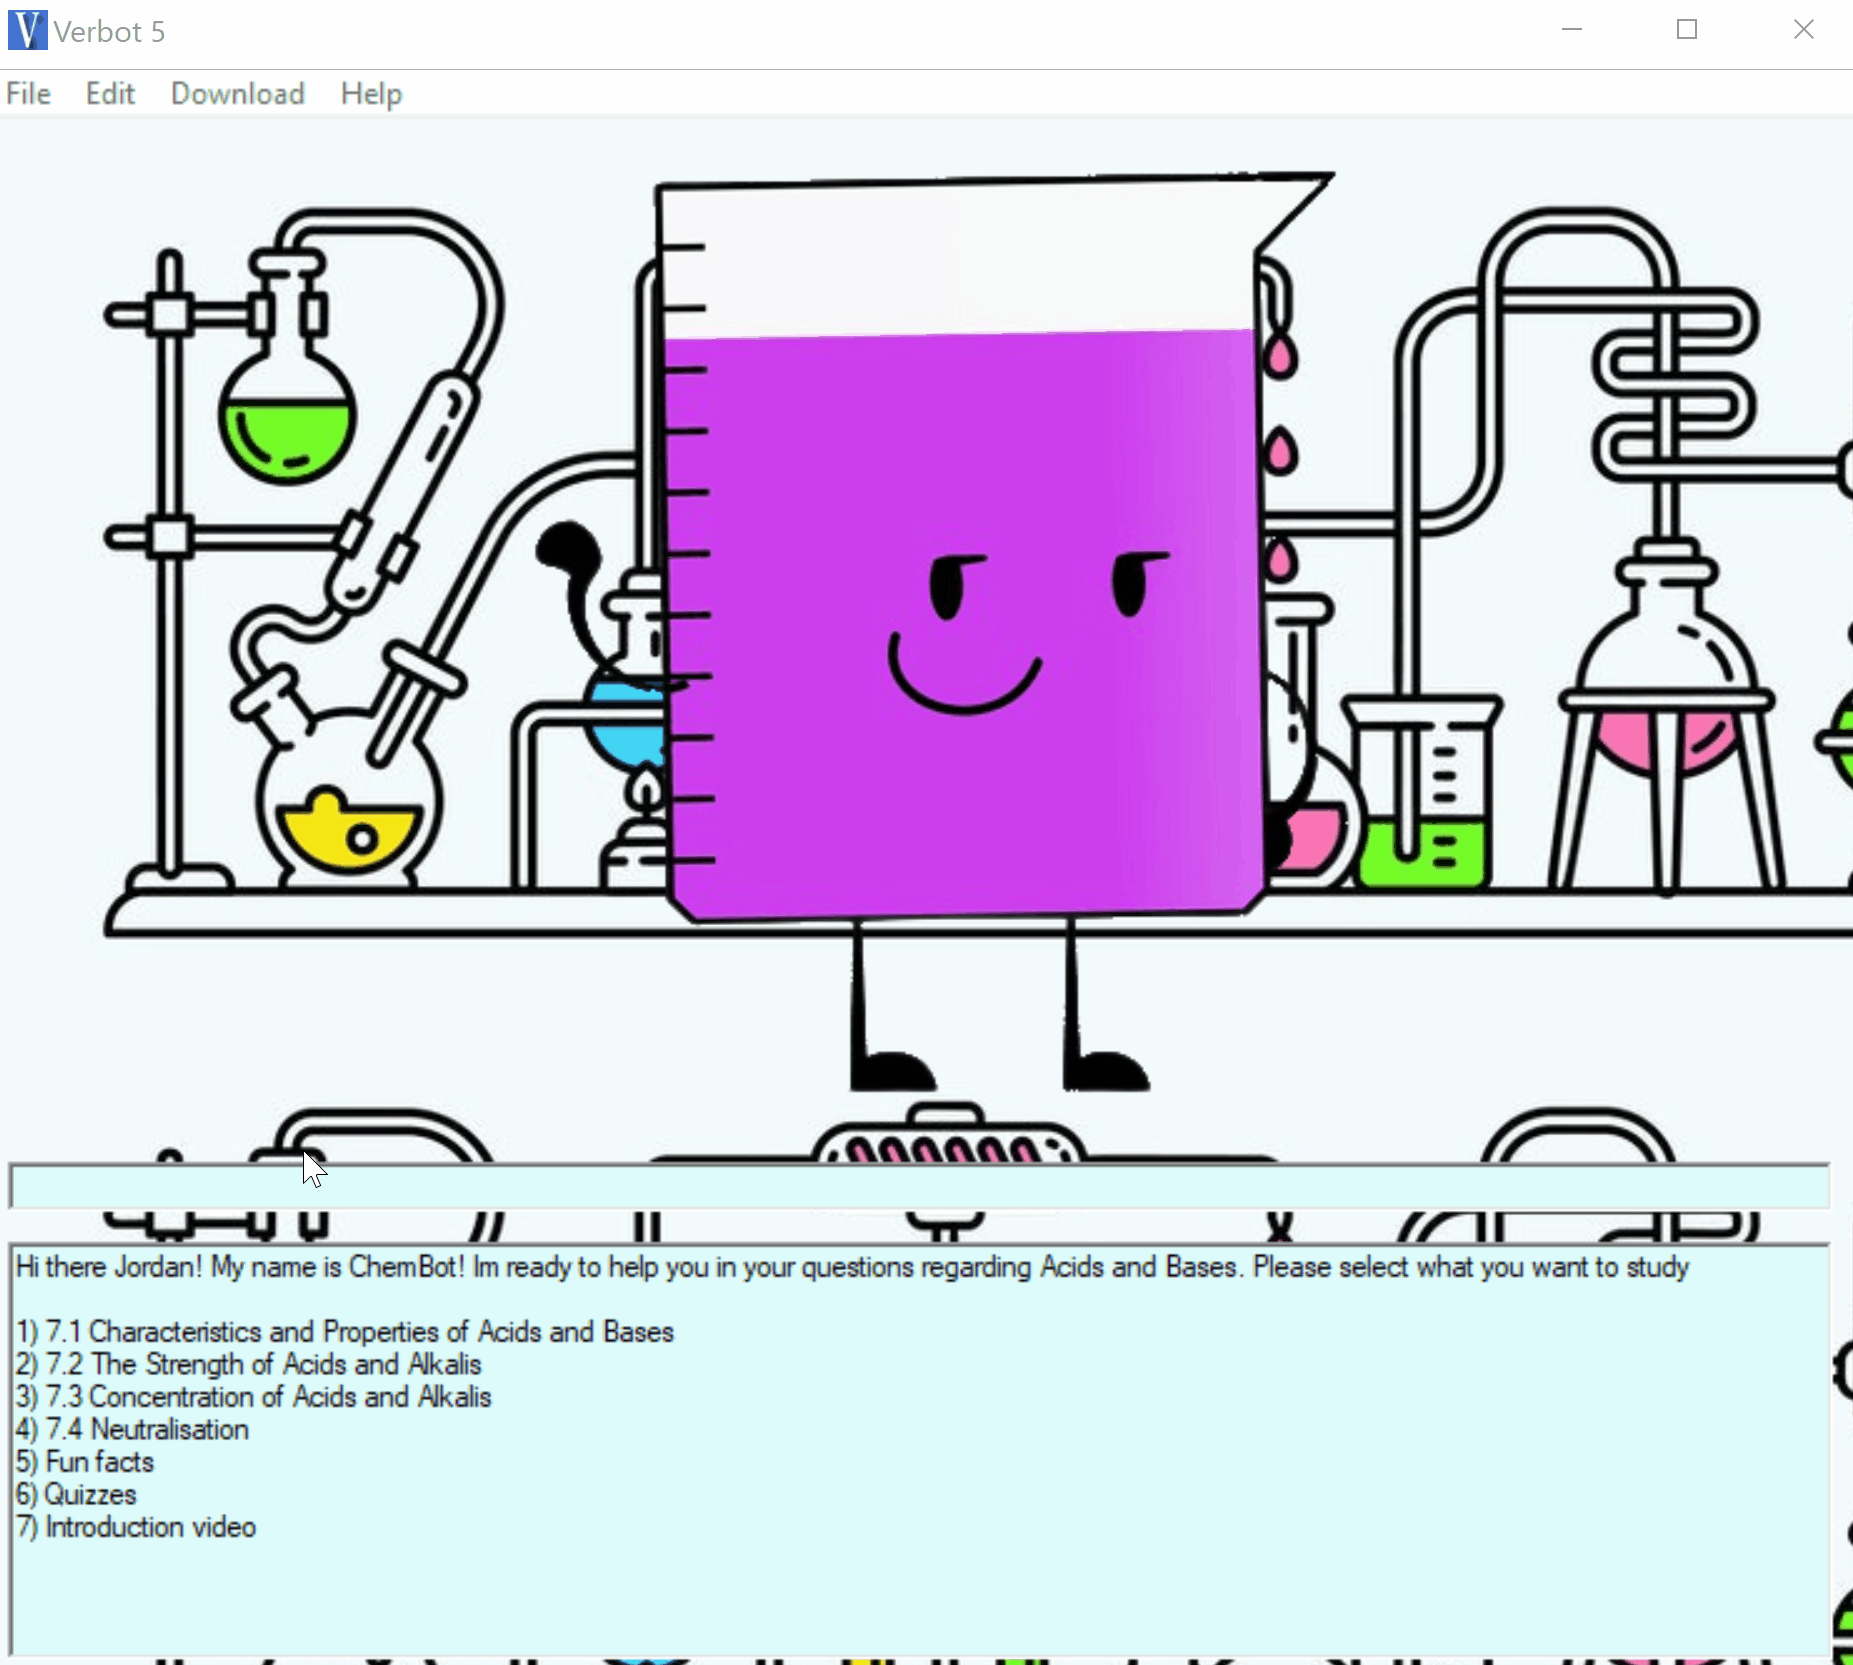 V Verbot 5
File Edit Download Help
Hi there Jordan! My name is ChemBot! Im ready to help you in your questions regarding Acids and Bases. Please select what you want to study
1) 7.1 Characteristics and Properties of Acids and Bases
2) 7.2 The Strength of Acids and Alkalis
3) 7.3 Concentration of Acids and Alkalis
4) 7.4 Neutralisation
5) Fun facts
6) Quizzes
7) Introduction video